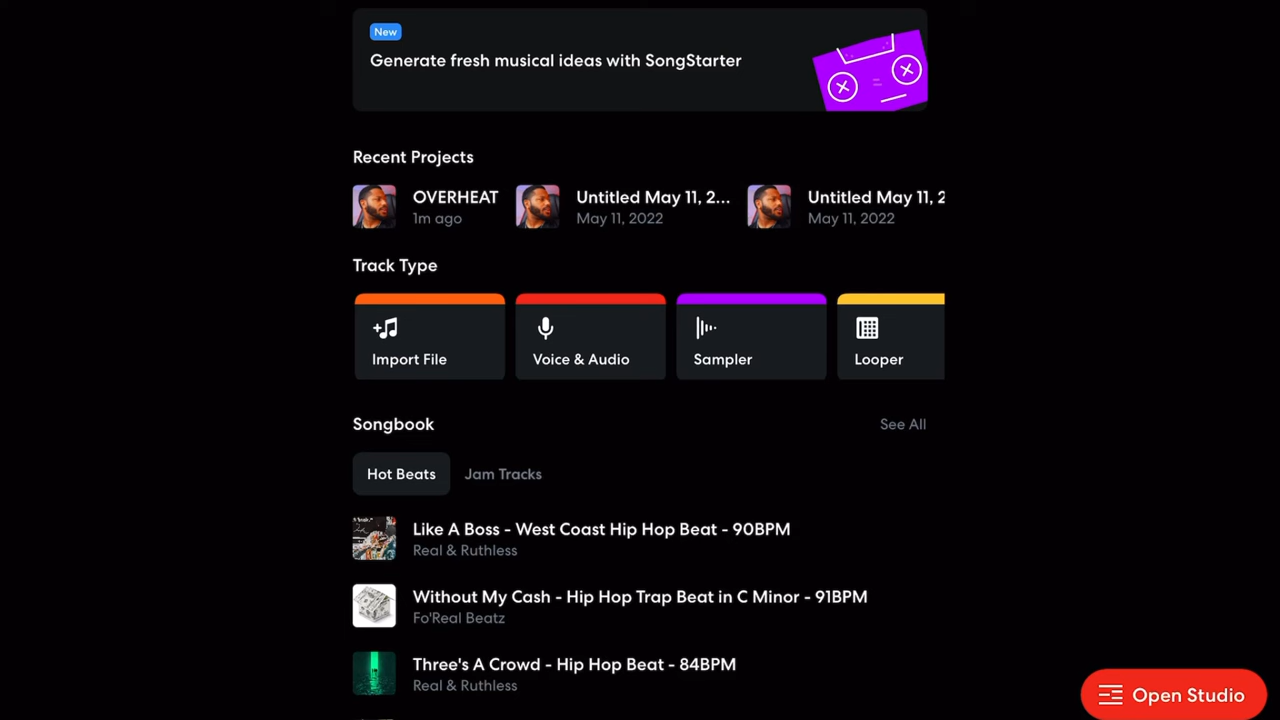 New
Generate fresh musical ideas with SongStarter
Recent Projects
OVERHEAT
1m ago
Untitled May 11, 2...
May 11, 2022
Untitled May 11, 2
May 11, 2022
Track Type
Import File
Voice & Audio
Sampler
Looper
Songbook
See All
Hot Beats
Jam Tracks
Like A Boss - West Coast Hip Hop Beat - 90BPM
Real & Ruthless
Without My Cash - Hip Hop Trap Beat in C Minor - 91BPM
Fo'Real Beatz
Three's A Crowd - Hip Hop Beat - 84BPM
Real & Ruthless
Open Studio